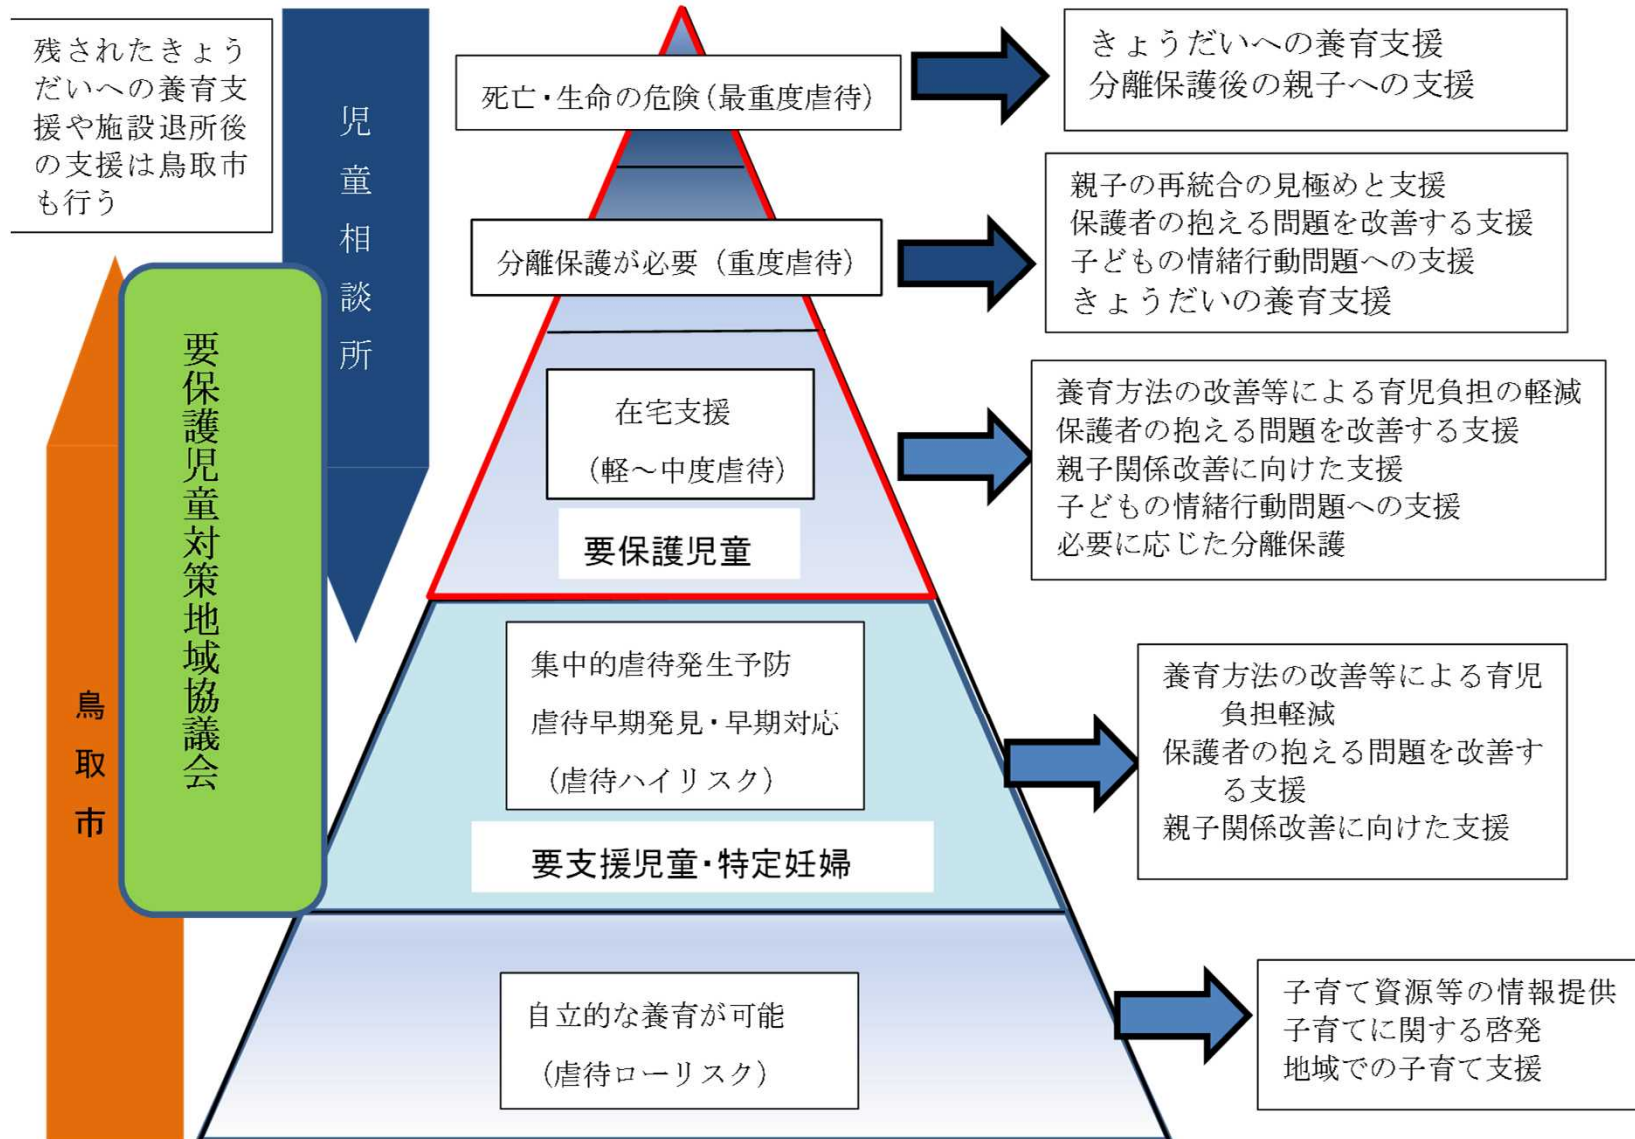 残されたきょう
だいへの養育支
援や施設退所後
の支援は鳥取市
も行う
児童相談所
要保護児童対策地域協議会
鳥取市
死亡・生命の危険(最重度虐待)
きょうだいへの養育支援
分離保護後の親子への支援
分離保護が必要(重度虐待)
親子の再統合の見極めと支援
保護者の抱える問題を改善する支援
子どもの情緒行動問題への支援
きょうだいの養育支援
在宅支援
(軽～中度虐待)
要保護児童
養育方法の改善等による育児負担の軽減
保護者の抱える問題を改善する支援
親子関係改善に向けた支援
子どもの情緒行動問題への支援
必要に応じた分離保護
集中的虐待発生予防
虐待早期発見・早期対応
(虐待ハイリスク)
要支援児童・特定妊婦
養育方法の改善等による育児
負担軽減
保護者の抱える問題を改善す
る支援
親子関係改善に向けた支援
自立的な養育が可能
(虐待ローリスク)
子育て資源等の情報提供
子育てに関する啓発
地域での子育て支援